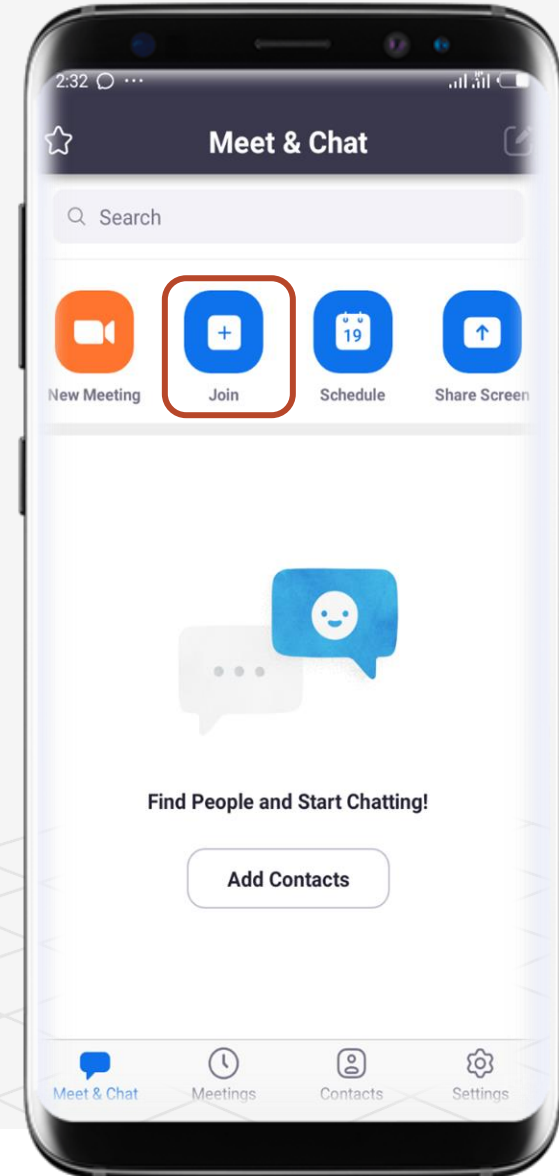 2:32
Meet & Chat
Search
19
New Meeting
Join
Schedule
Share Screen
Find People and Start Chatting!
Add Contacts
Meet & Chat
Meetings
Contacts
Settings